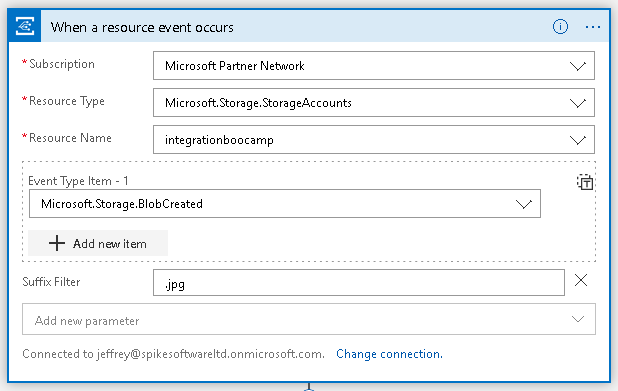 When a resource event occurs
* Subscription Microsoft Partner Network
* Resource Type Microsoft.Storage.StorageAccounts
* Resource Name integrationboocamp
Event Type Item - 1
Microsoft.Storage.BlobCreated
Add new item
Suffix Filter .jpg
Add new parameter
Connected to jeffrey@spikesoftwareltd.onmicrosoft.com. Change connection.